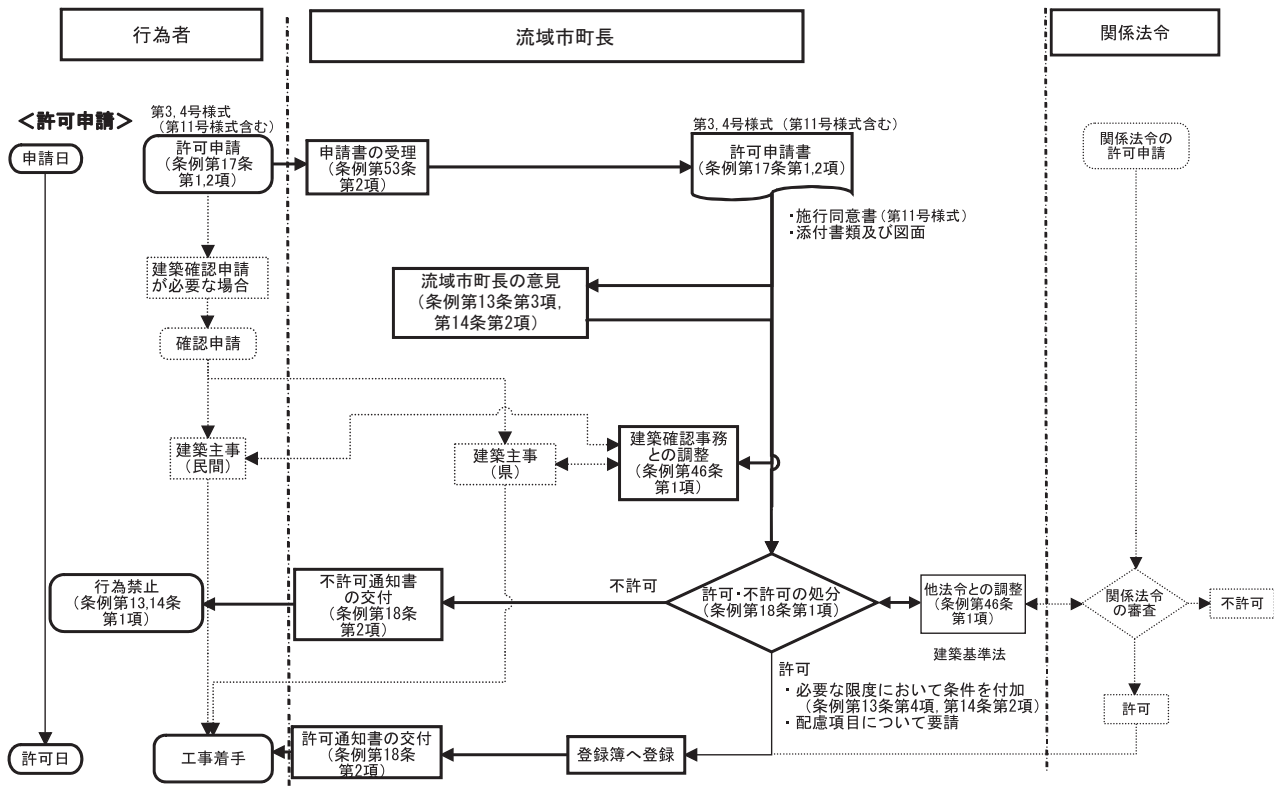 行為者
流域市町長
関係法令
＜許可申請＞
申請日
第3,4号様式
（第11号様式含む）
許可申請
（条例第17条
第1,2項）
申請書の受理
（条例第53条
第2項）
第3,4号様式（第11号様式含む）
許可申請書
（条例第17条第1,2項）
・施行同意書（第11号様式）
・添付書類及び図面
関係法令の
許可申請
建築確認申請
が必要な場合
流域市町長の意見
（条例第13条第3項，
第14条第2項）
確認申請
建築主事
（民間）
建築主事
（県）
建築確認事務
との調整
（条例第46条
第1項）
行為禁止
（条例第13,14条
第1項）
不許可通知書
の交付
（条例第18条
第2項）
不許可
許可・不許可の処分
（条例第18条第1項）
他法令との調整
（条例第46条
第1項）
建築基準法
関係法令
の審査
不許可
許可
・必要な限度において条件を付加
（条例第13条第4項，第14条第2項）
・配慮項目について要請
許可
許可日
工事着手
許可通知書の交付
（条例第18条
第2項）
登録簿へ登録